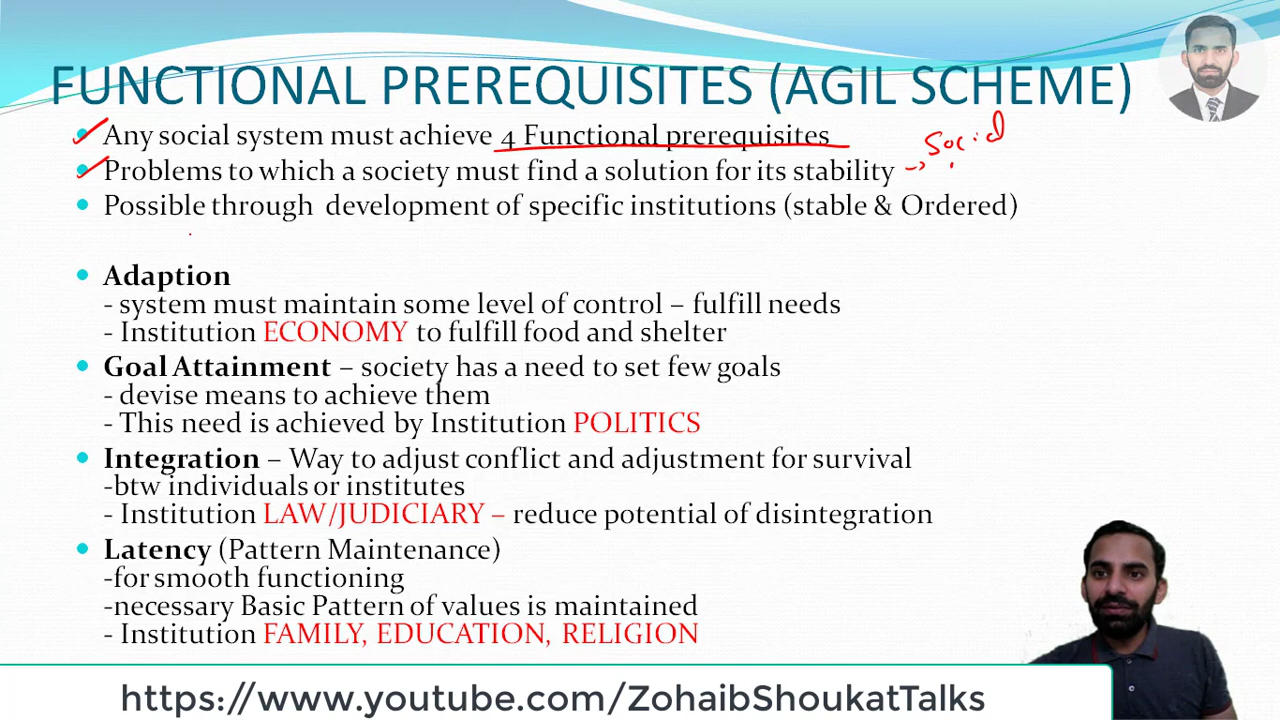 FUNCTIONAL PREREQUISITES (AGIL SCHEME)
Any social system must achieve 4 Functional prerequisites
Social
Problems to which a society must find a solution for its stability
Possible through development of specific institutions (stable & Ordered)
Adaption
- system must maintain some level of control – fulfill needs
- Institution ECONOMY to fulfill food and shelter
Goal Attainment – society has a need to set few goals
- devise means to achieve them
- This need is achieved by Institution POLITICS
Integration – Way to adjust conflict and adjustment for survival
-btw individuals or institutes
- Institution LAW/JUDICIARY – reduce potential of disintegration
Latency (Pattern Maintenance)
-for smooth functioning
-necessary Basic Pattern of values is maintained
- Institution FAMILY, EDUCATION, RELIGION
https://www.youtube.com/ZohaibShoukatTalks